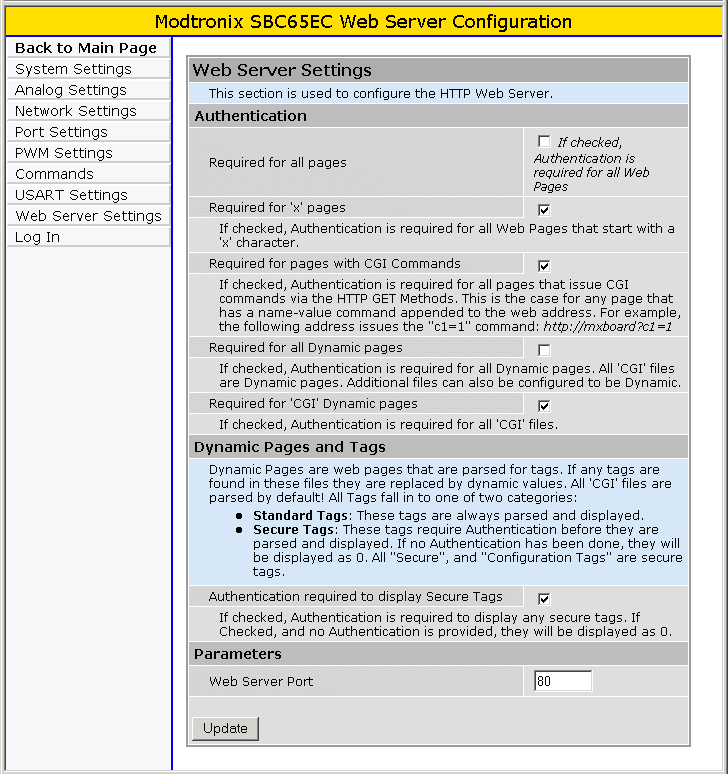 Modtronix SBC65EC Web Server Configuration
Back to Main Page
System Settings
Analog Settings
Network Settings
Port Settings
PWM Settings
Commands
USART Settings
Web Server Settings
Log In
Web Server Settings
This section is used to configure the HTTP Web Server.
Authentication
Required for all pages
If checked,
Authentication is
required for all Web
Pages
Required for 'x' pages
If checked, Authentication is required for all Web Pages that start with a
'x' character.
Required for pages with CGI Commands
If checked, Authentication is required for all pages that issue CGI
commands via the HTTP GET Methods. This is the case for any page that
has a name-value command appended to the web address. For example,
the following address issues the "c1=1" command: http://mxboard?c1=1
Required for all Dynamic pages
If checked, Authentication is required for all Dynamic pages. All 'CGI' files
are Dynamic pages. Additional files can also be configured to be Dynamic.
Required for 'CGI' Dynamic pages
If checked, Authentication is required for all 'CGI' files.
Dynamic Pages and Tags
Dynamic Pages are web pages that are parsed for tags. If any tags are
found in these files they are replaced by dynamic values. All 'CGI' files are
parsed by default! All Tags fall in to one of two categories:
● Standard Tags: These tags are always parsed and displayed.
● Secure Tags: These tags require Authentication before they are
parsed and displayed. If no Authentication has been done, they will
be displayed as 0. All "Secure", and "Configuration Tags" are secure
tags.
Authentication required to display Secure Tags
If checked, Authentication is required to display any secure tags. If
Checked, and no Authentication is provided, they will be displayed as 0.
Parameters
Web Server Port
80
Update